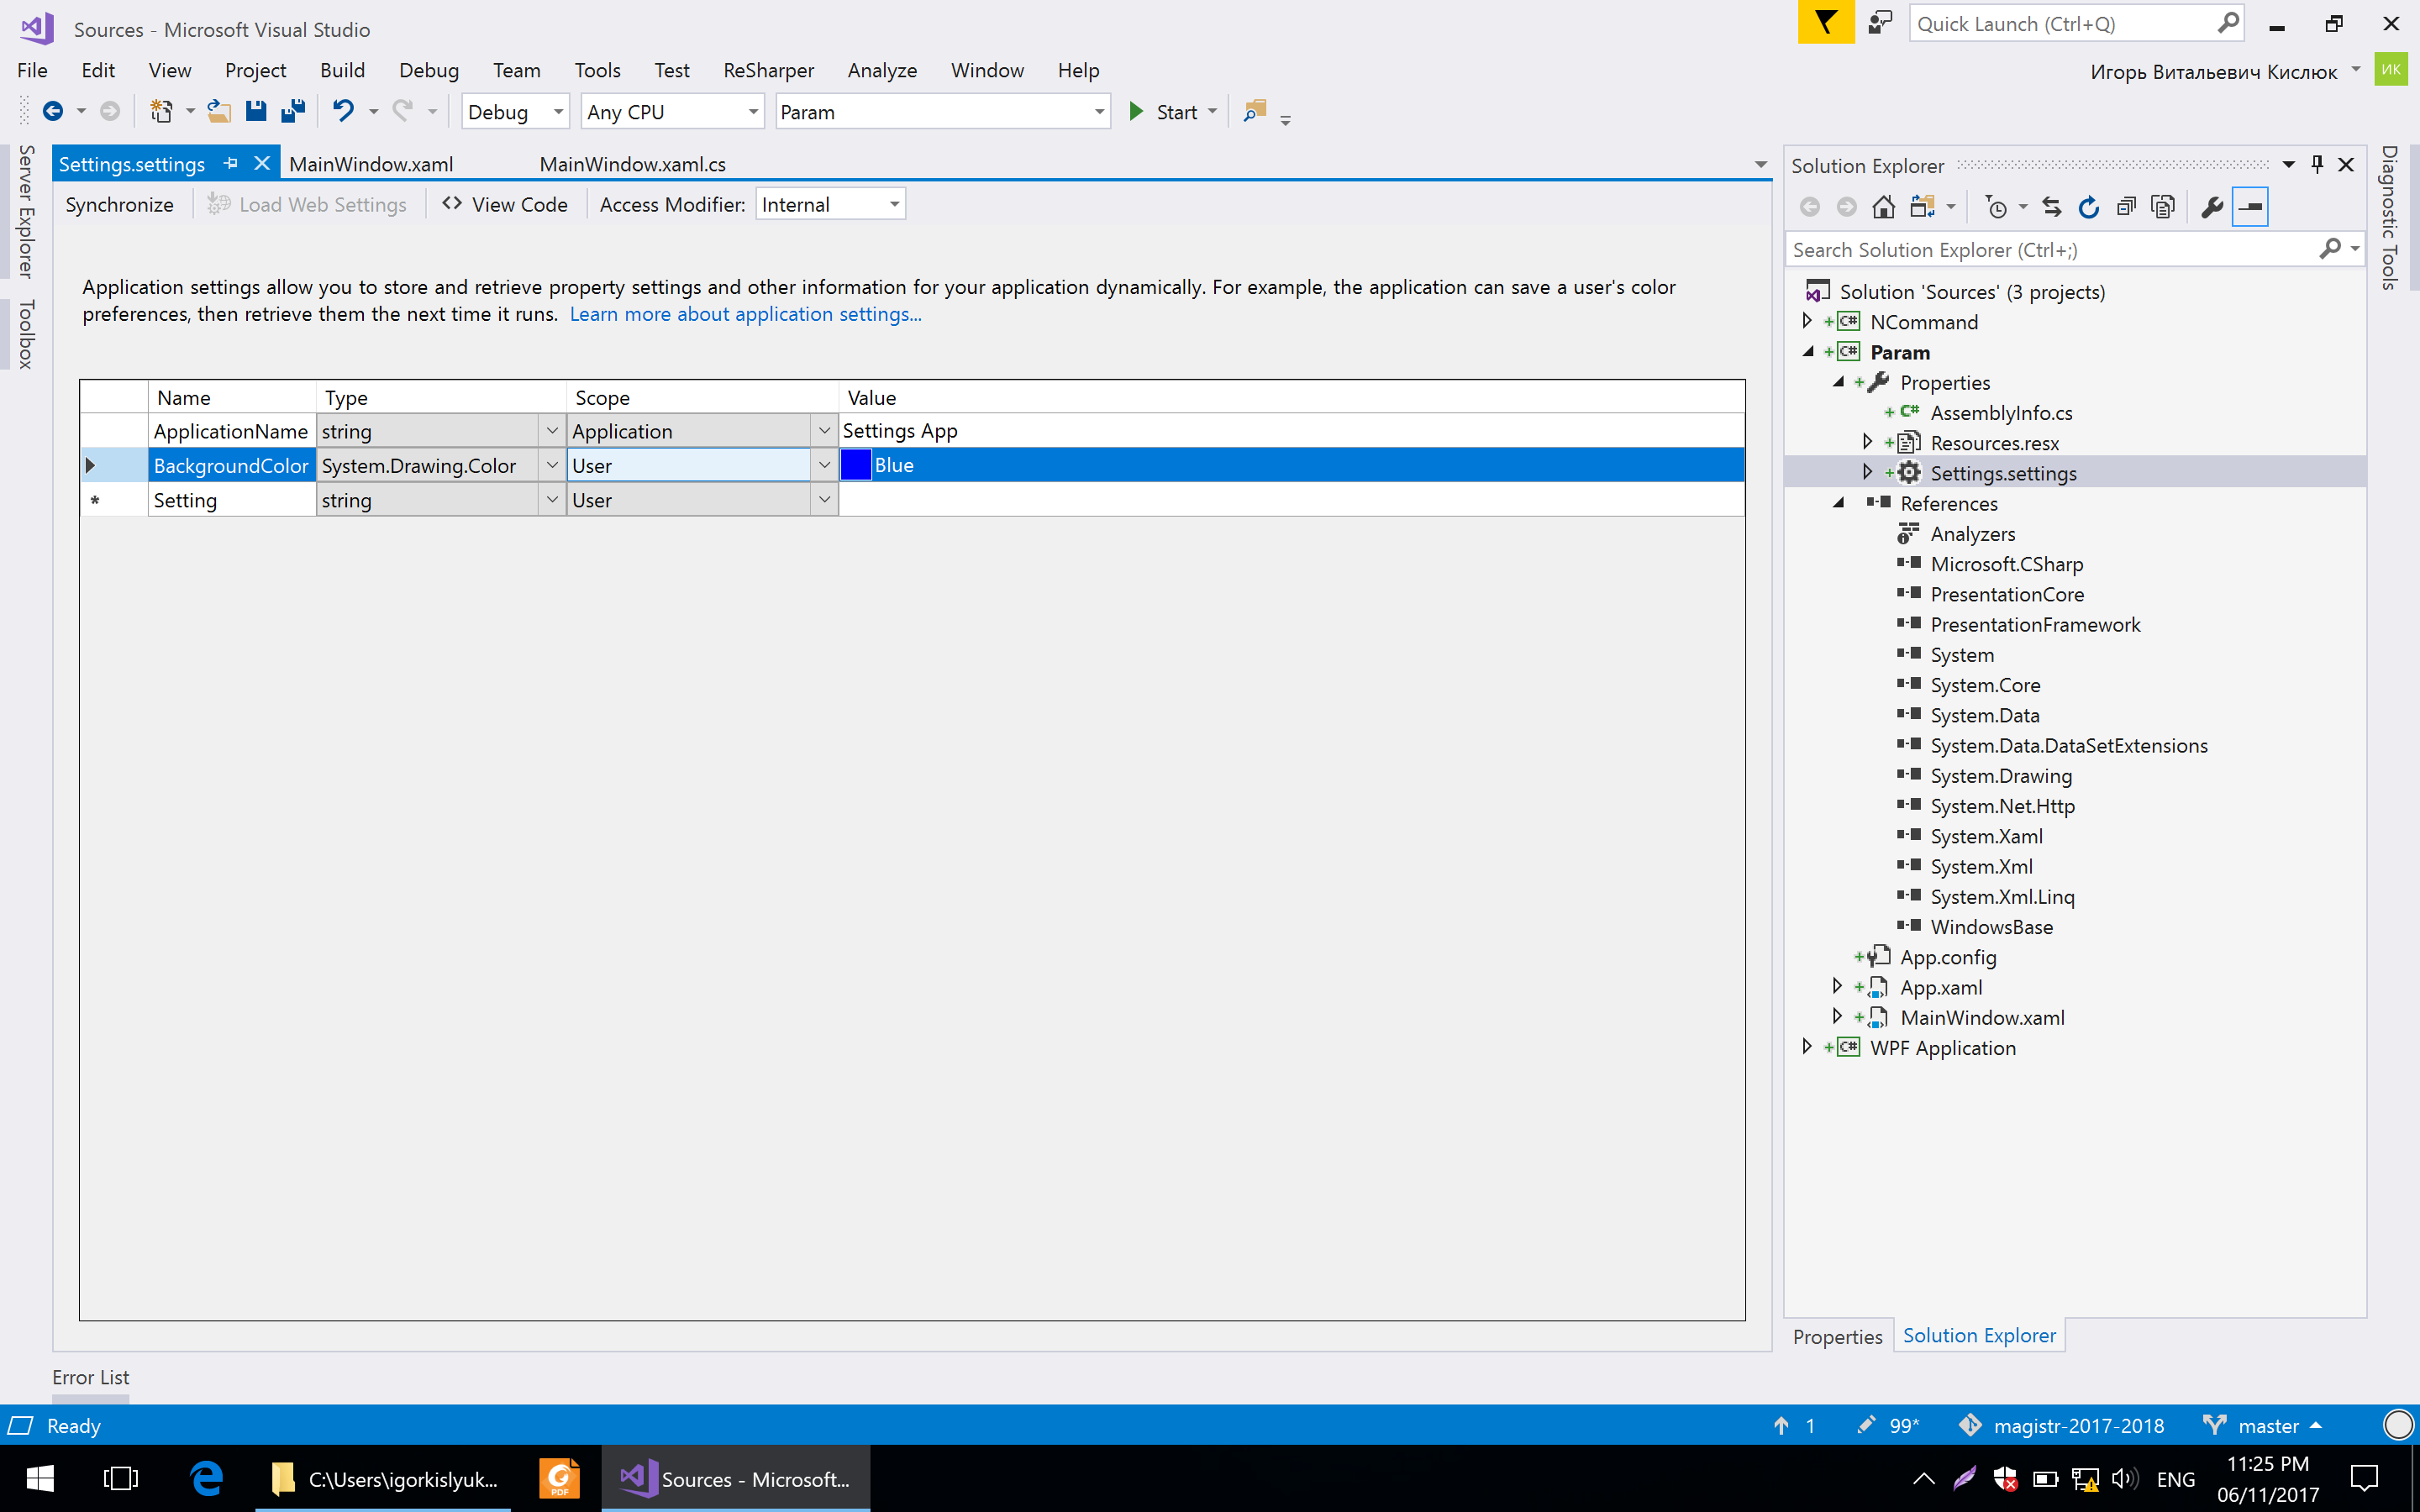 Sources - Microsoft Visual Studio
Quick Launch (Ctrl+Q)
File Edit View Project Build Debug Team Tools Test ReSharper Analyze Window Help
Игорь Витальевич Кислюк
ИК
Debug Any CPU Param Start
Server Explorer
Toolbox
Settings.settings MainWindow.xaml MainWindow.xaml.cs
Synchronize Load Web Settings <> View Code Access Modifier: Internal
Application settings allow you to store and retrieve property settings and other information for your application dynamically. For example, the application can save a user's color
preferences, then retrieve them the next time it runs. Learn more about application settings...
Name Type Scope Value
ApplicationName string Application Settings App
BackgroundColor System.Drawing.Color User Blue
* Setting string User
Solution Explorer
Search Solution Explorer (Ctrl+;)
Solution 'Sources' (3 projects)
+ C# NCommand
+ C# Param
+ Properties
+ C# AssemblyInfo.cs
+ Resources.resx
+ Settings.settings
References
Analyzers
Microsoft.CSharp
PresentationCore
PresentationFramework
System
System.Core
System.Data
System.Data.DataSetExtensions
System.Drawing
System.Net.Http
System.Xaml
System.Xml
System.Xml.Linq
WindowsBase
+ App.config
+ App.xaml
+ MainWindow.xaml
+ C# WPF Application
Properties Solution Explorer
Diagnostic Tools
Error List
Ready
1 99* magistr-2017-2018 master
C:\Users\igorkislyuk...
PDF
Sources - Microsoft...
ENG
11:25 PM
06/11/2017